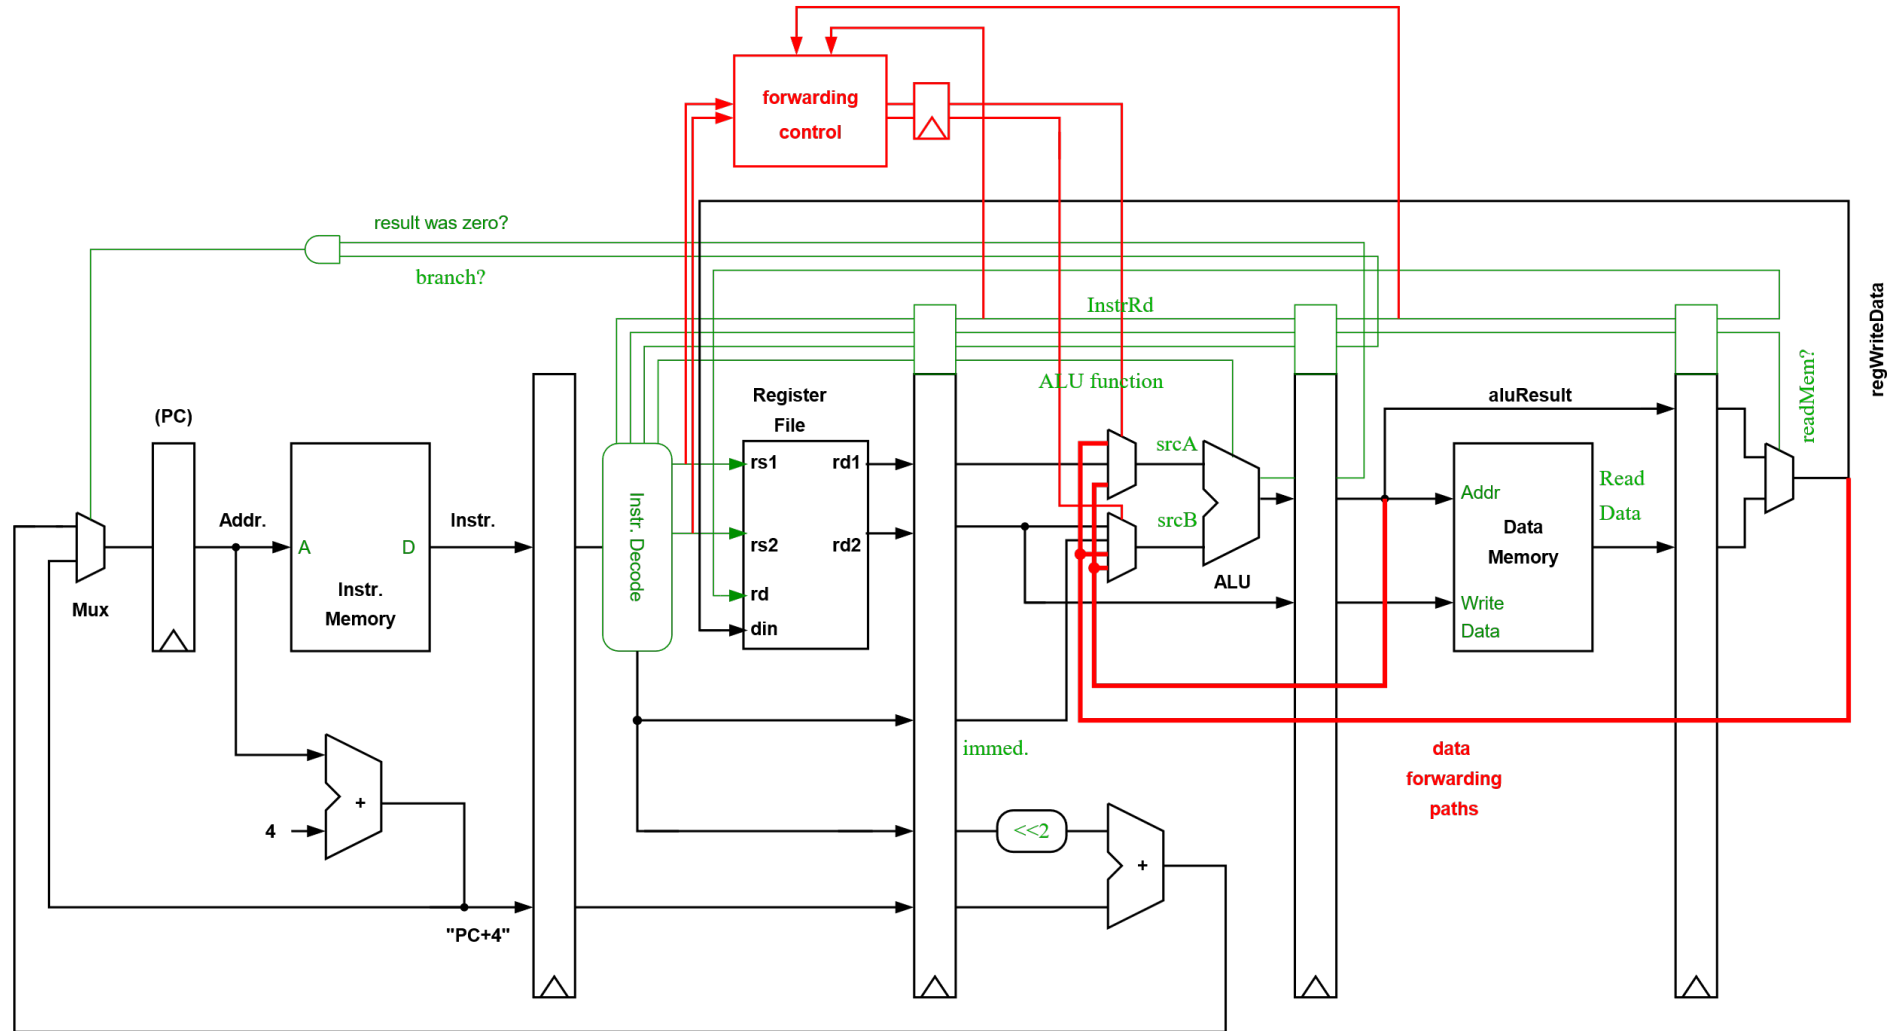 forwarding
control
result was zero?
branch?
InstrRd
regWriteData
readMem?
ALU function
(PC)
Register
File
aluResult
srcA
rs1
rd1
Read
Data
Addr
Instr. Decode
Addr.
Instr.
srcB
Data
Memory
A
D
rs2
rd2
Mux
Instr.
Memory
rd
din
ALU
Write
Data
immed.
data
forwarding
paths
+
4
<<2
+
"PC+4"